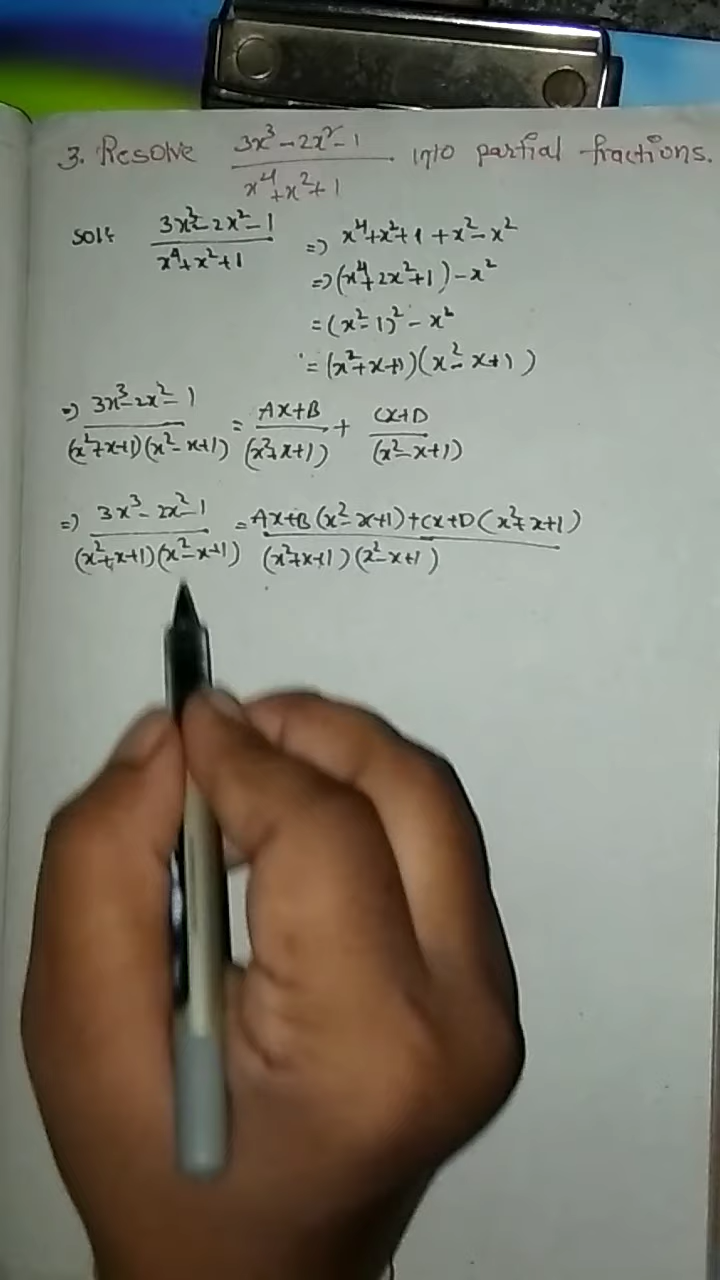 3. Resolve (3x³-2x²-1)/(x⁴+x²+1) into partial fractions.
Sol: (3x³-2x²-1)/(x⁴+x²+1) => x⁴+x²+1+x²-x²
=> (x⁴+2x²+1)-x²
= (x²-1)²-x²
= (x²+x+1)(x²-x+1)
=> (3x³-2x²-1)/((x²+x+1)(x²-x+1)) = (Ax+B)/(x²+x+1) + (Cx+D)/(x²-x+1)
=> (3x³-2x²-1)/((x²+x+1)(x²-x+1)) = (Ax+B(x²-x+1)+Cx+D(x²+x+1))/((x²+x+1)(x²-x+1))